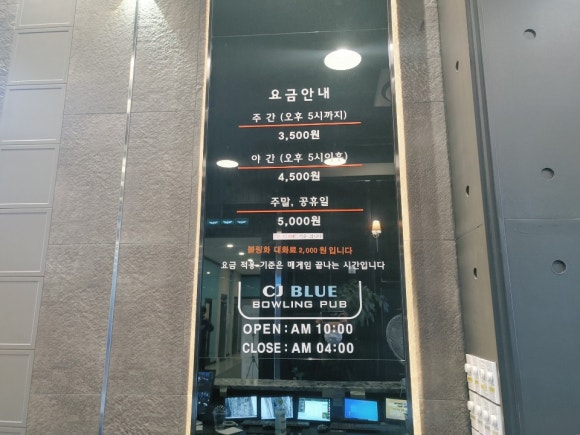 요금안내
주 간 (오후 5시까지)
3,500원
야 간 (오후 5시이후)
4,500원
주말, 공휴일
5,000원
볼링화 대화료 2,000원 입니다
요금 적용 기준은 매게임 끝나는 시간입니다
CJ BLUE
BOWLING PUB
OPEN : AM 10:00
CLOSE : AM 04:00